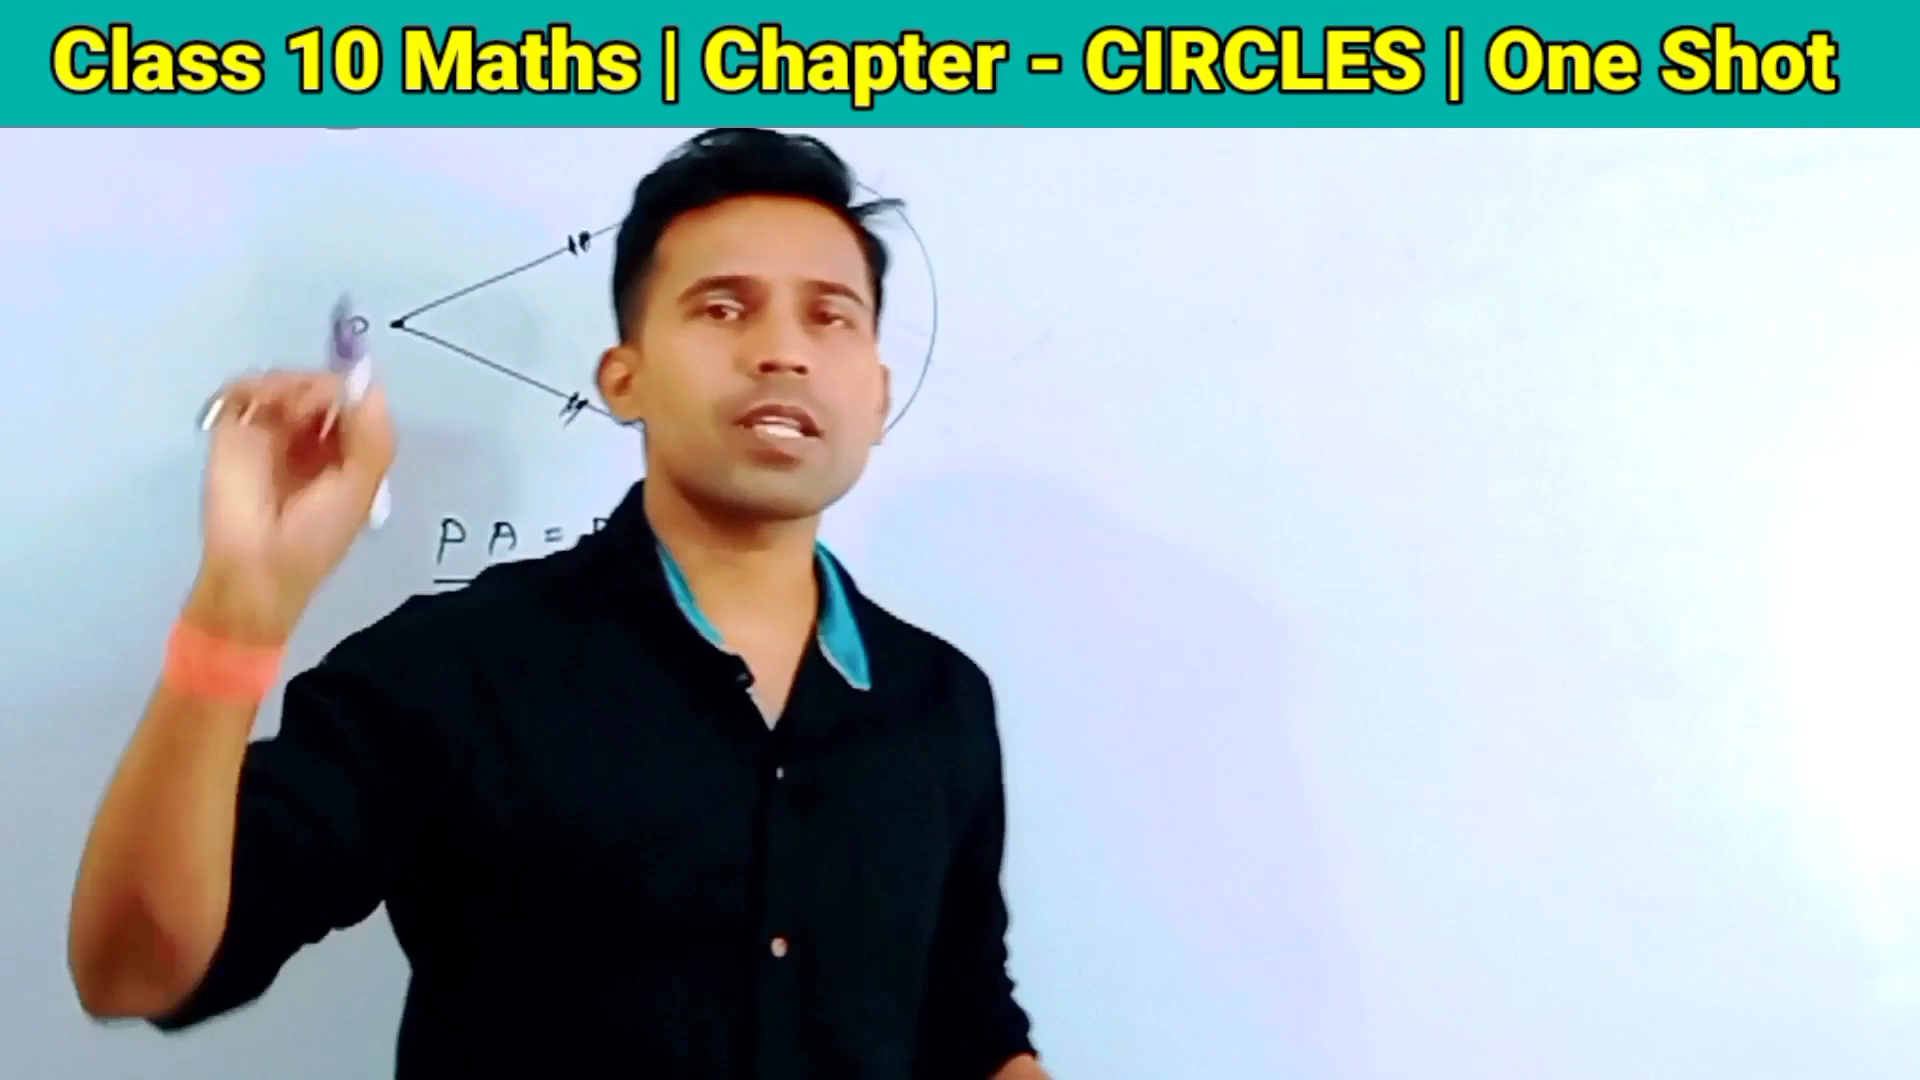 Class 10 Maths | Chapter - CIRCLES | One Shot
P
PA =